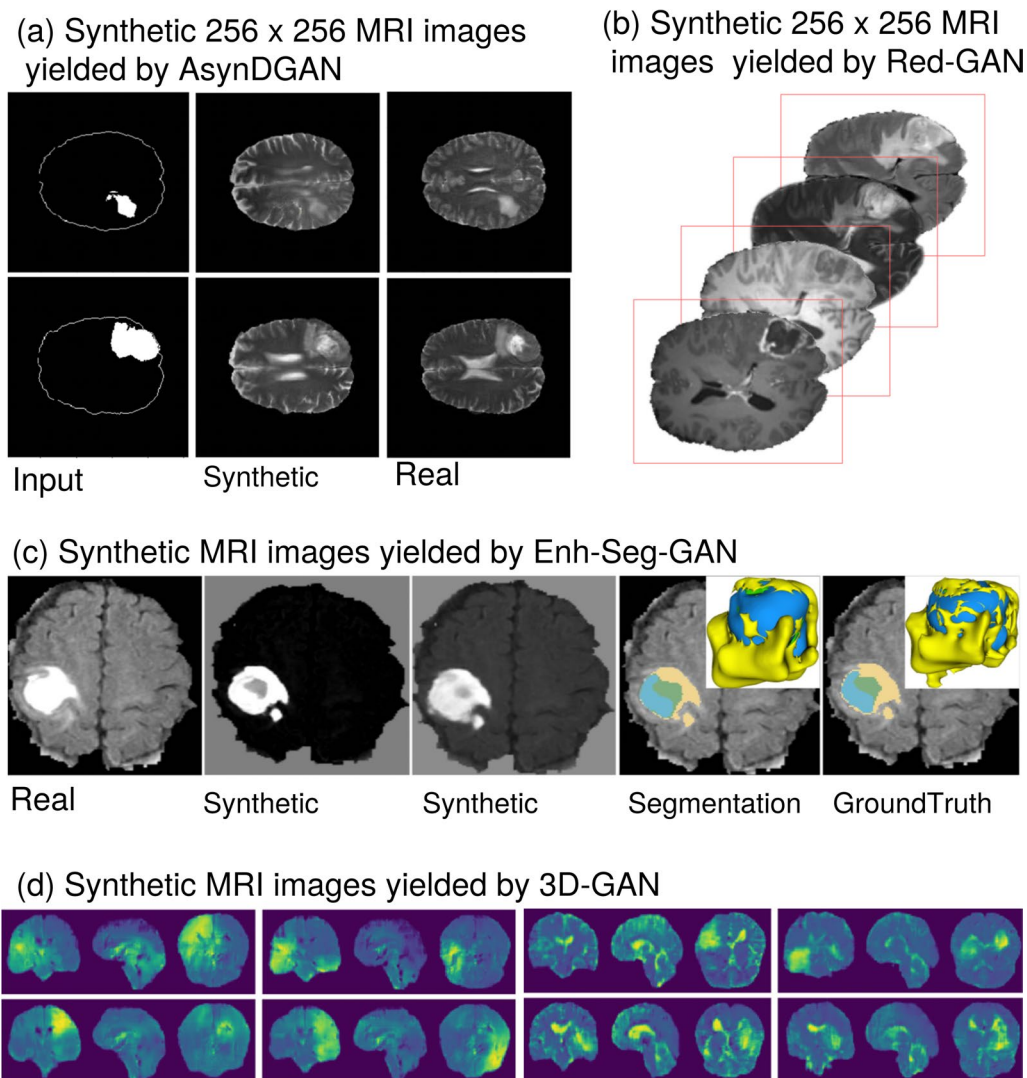 (a) Synthetic 256 x 256 MRI images
yielded by AsynDGAN
(b) Synthetic 256 x 256 MRI
images yielded by Red-GAN
Input
Synthetic
Real
(c) Synthetic MRI images yielded by Enh-Seg-GAN
Real
Synthetic
Synthetic
Segmentation
GroundTruth
(d) Synthetic MRI images yielded by 3D-GAN